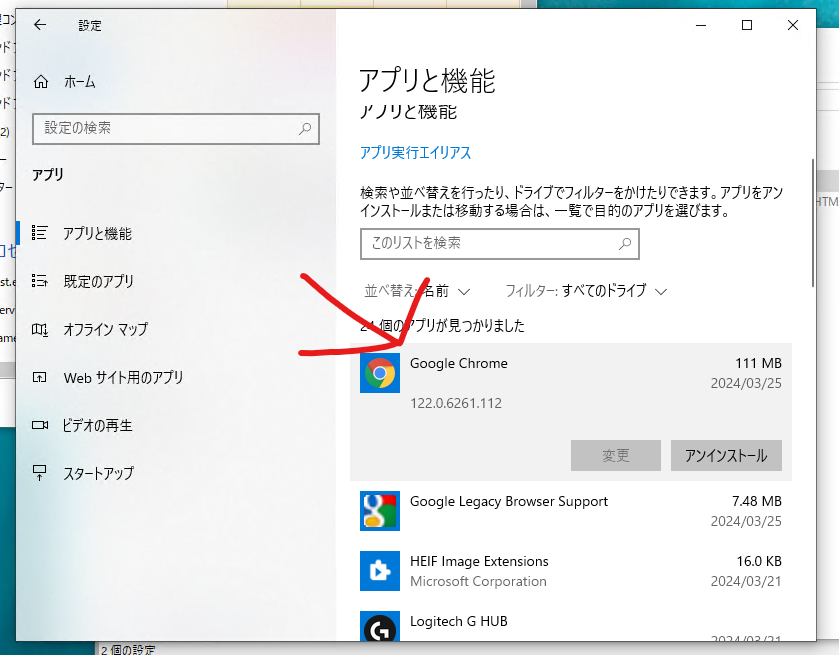 設定
ホーム
設定の検索
アプリ
アプリと機能
既定のアプリ
オフライン マップ
Web サイト用のアプリ
ビデオの再生
スタートアップ
アプリと機能
アプリと機能
アプリ実行エイリアス
検索や並べ替えを行ったり、ドライブでフィルターをかけたりできます。アプリをアン
インストールまたは移動する場合は、一覧で目的のアプリを選びます。
このリストを検索
並べ替え: 名前 フィルター: すべてのドライブ
個のアプリが見つかりました
Google Chrome 111 MB
2024/03/25
122.0.6261.112
変更 アンインストール
Google Legacy Browser Support 7.48 MB
2024/03/25
HEIF Image Extensions 16.0 KB
Microsoft Corporation 2024/03/21
Logitech G HUB
2024/03/21
2 個の設定